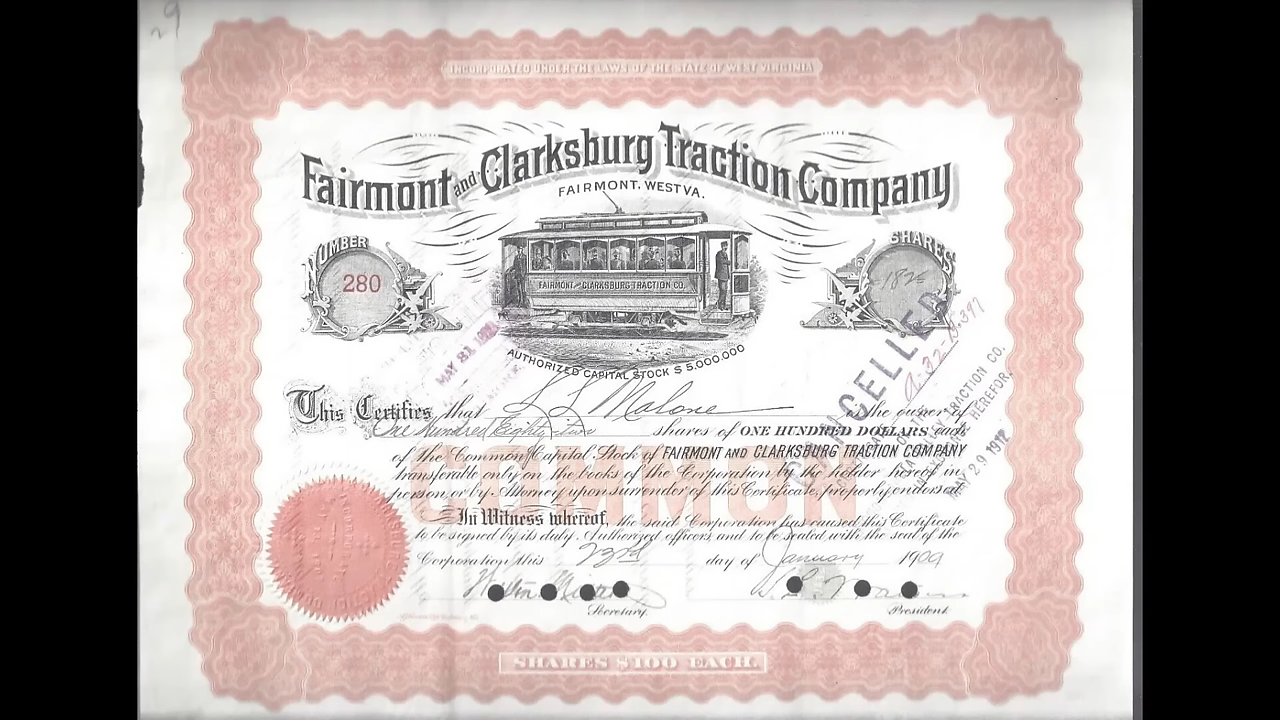 29
INCORPORATED UNDER THE LAWS OF THE STATE OF WEST VIRGINIA
Fairmont and Clarksburg Traction Company
FAIRMONT, WEST VA.
NUMBER
280
SHARES
FAIRMONT AND CLARKSBURG TRACTION CO.
AUTHORIZED CAPITAL STOCK $5,000,000
CANCELLED
MAY 29 1912
This Certifies that L L Malone is the owner of
One Hundred Eighty two shares of ONE HUNDRED DOLLARS each
of The Common Capital Stock of FAIRMONT AND CLARKSBURG TRACTION COMPANY
transferable only on the books of the Corporation by the holder hereof in
person or by Attorney upon surrender of this Certificate, properly endorsed.
COMMON
In Witness whereof, the said Corporation has caused this Certificate
to be signed by its duly Authorized officers and to be sealed with the seal of the
Corporation this 23rd day of January 1909
Secretary.
President
SHARES $100 EACH.